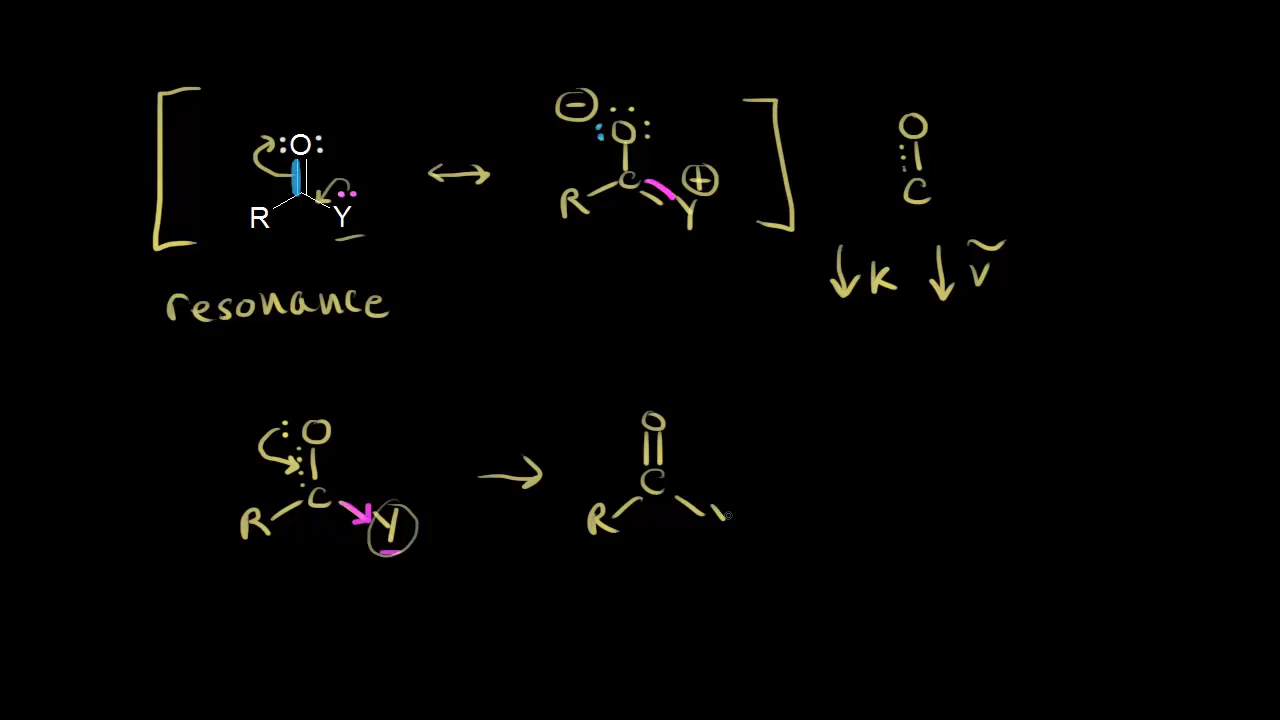 :O:
R Y
↔
⊖ :O:
R C Y ⊕
O
C
↓k ↓ṽ
resonance
:O
R C Y
→
O
C
R